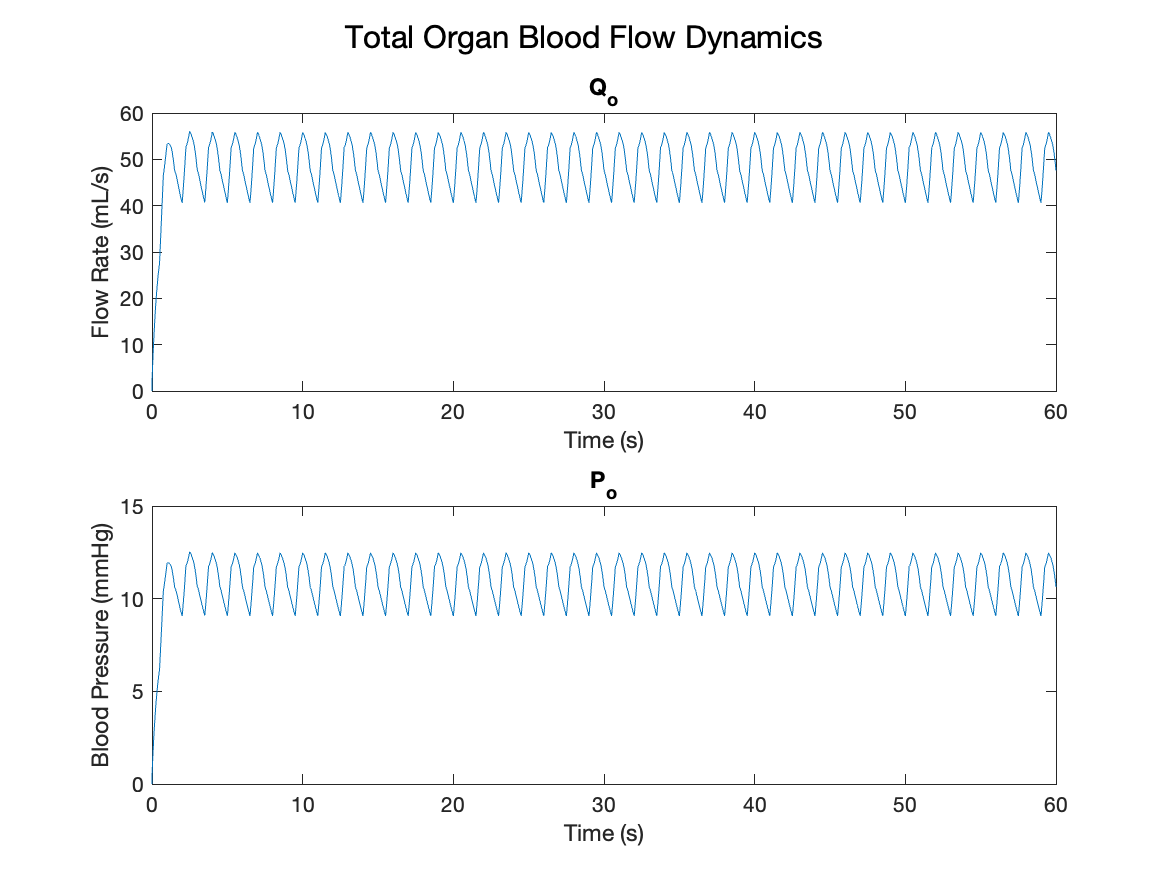 Total Organ Blood Flow Dynamics
Qo
60
50
40
30
20
10
0
Flow Rate (mL/s)
0 10 20 30 40 50 60
Time (s)
Po
15
10
5
0
Blood Pressure (mmHg)
0 10 20 30 40 50 60
Time (s)